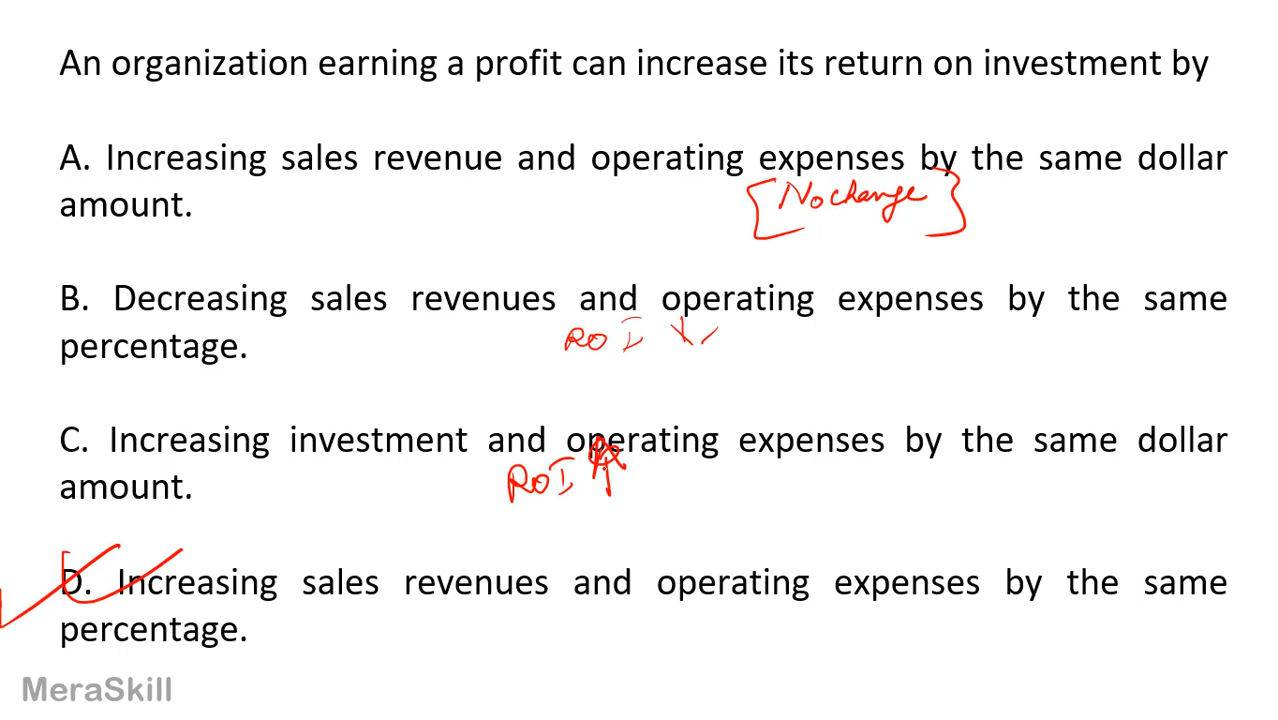 An organization earning a profit can increase its return on investment by
A. Increasing sales revenue and operating expenses by the same dollar
amount.
[No change}
B. Decreasing sales revenues and operating expenses by the same
percentage.
ROI
C. Increasing investment and operating expenses by the same dollar
amount.
ROI ↑
D. Increasing sales revenues and operating expenses by the same
percentage.
MeraSkill